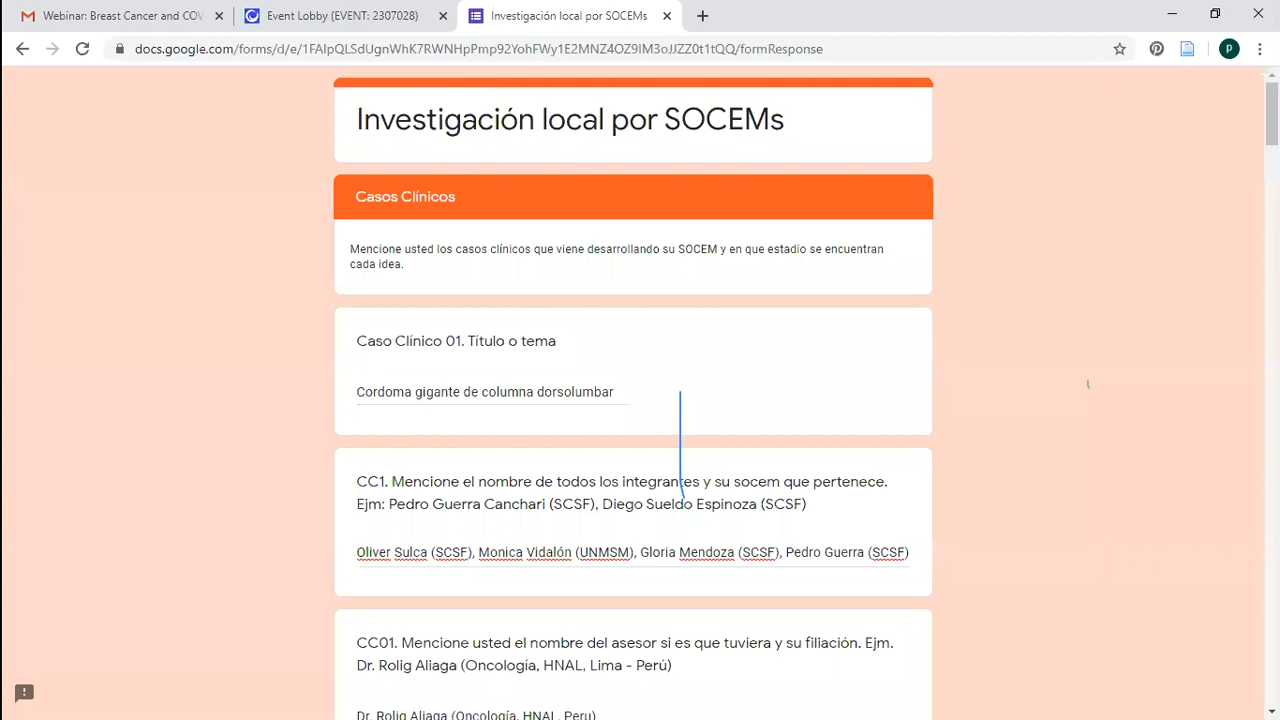 Webinar: Breast Cancer and COV
Event Lobby (EVENT: 2307028)
Investigación local por SOCEMs
docs.google.com/forms/d/e/1FAIpQLSdUgnWhK7RWNHpPmp92YohFWy1E2MNZ4OZ9IM3oJJZZ0t1tQQ/formResponse
P
Investigación local por SOCEMs
Casos Clínicos
Mencione usted los casos clínicos que viene desarrollando su SOCEM y en que estadio se encuentran
cada idea.
Caso Clínico 01. Título o tema
Cordoma gigante de columna dorsolumbar
CC1. Mencione el nombre de todos los integrantes y su socem que pertenece.
Ejm: Pedro Guerra Canchari (SCSF), Diego Sueldo Espinoza (SCSF)
Oliver Sulca (SCSF), Monica Vidalón (UNMSM), Gloria Mendoza (SCSF), Pedro Guerra (SCSF)
CC01. Mencione usted el nombre del asesor si es que tuviera y su filiación. Ejm.
Dr. Rolig Aliaga (Oncología, HNAL, Lima - Perú)
Dr. Rolig Aliaga (Oncología, HNAL, Peru)